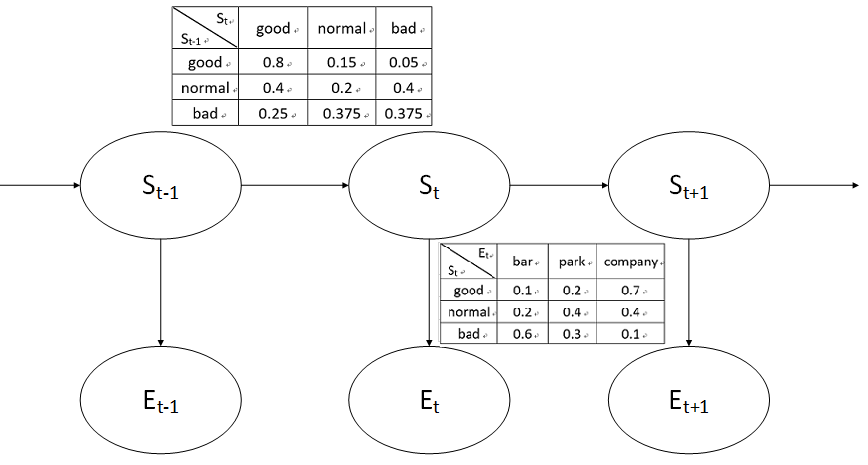 St
St-1
good normal bad
good 0.8 0.15 0.05
normal 0.4 0.2 0.4
bad 0.25 0.375 0.375
St-1 St St+1
Et
St
bar park company
good 0.1 0.2 0.7
normal 0.2 0.4 0.4
bad 0.6 0.3 0.1
Et-1 Et Et+1